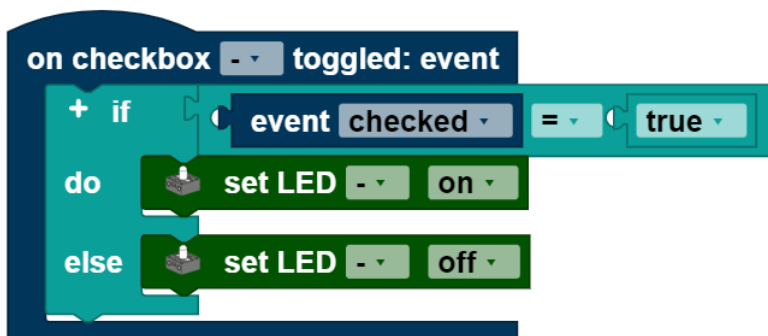 on checkbox - toggled: event
+ if event checked = true
do set LED - on
else set LED - off